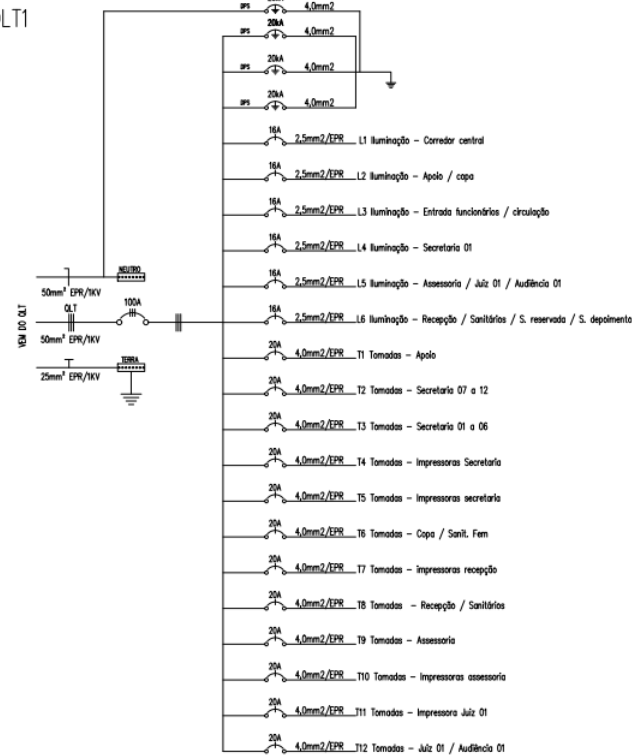 QLT1
DPS 4,0mm2
DPS 20kA 4,0mm2
DPS 20kA 4,0mm2
DPS 20kA 4,0mm2
16A 2,5mm2/EPR L1 Iluminação - Corredor central
16A 2,5mm2/EPR L2 Iluminação - Apoio / copa
16A 2,5mm2/EPR L3 Iluminação - Entrada funcionários / circulação
16A 2,5mm2/EPR L4 Iluminação - Secretaria 01
16A 2,5mm2/EPR L5 Iluminação - Assessoria / Juiz 01 / Audiência 01
16A 2,5mm2/EPR L6 Iluminação - Recepção / Sanitários / S. reservada / S. depoimento
NEUTRO
50mm² EPR/1KV
VEM DO QLT
QLT
100A
50mm² EPR/1KV
TERRA
25mm² EPR/1KV
20A 4,0mm2/EPR T1 Tomadas - Apoio
20A 4,0mm2/EPR T2 Tomadas - Secretaria 07 a 12
20A 4,0mm2/EPR T3 Tomadas - Secretaria 01 a 06
20A 4,0mm2/EPR T4 Tomadas - Impressoras Secretaria
20A 4,0mm2/EPR T5 Tomadas - Impressoras secretaria
20A 4,0mm2/EPR T6 Tomadas - Copa / Sanit. Fem
20A 4,0mm2/EPR T7 Tomadas - impressoras recepção
20A 4,0mm2/EPR T8 Tomadas - Recepção / Sanitários
20A 4,0mm2/EPR T9 Tomadas - Assessoria
20A 4,0mm2/EPR T10 Tomadas - Impressoras assessoria
20A 4,0mm2/EPR T11 Tomadas - Impressora Juiz 01
20A 4,0mm2/EPR T12 Tomadas - Juiz 01 / Audiência 01